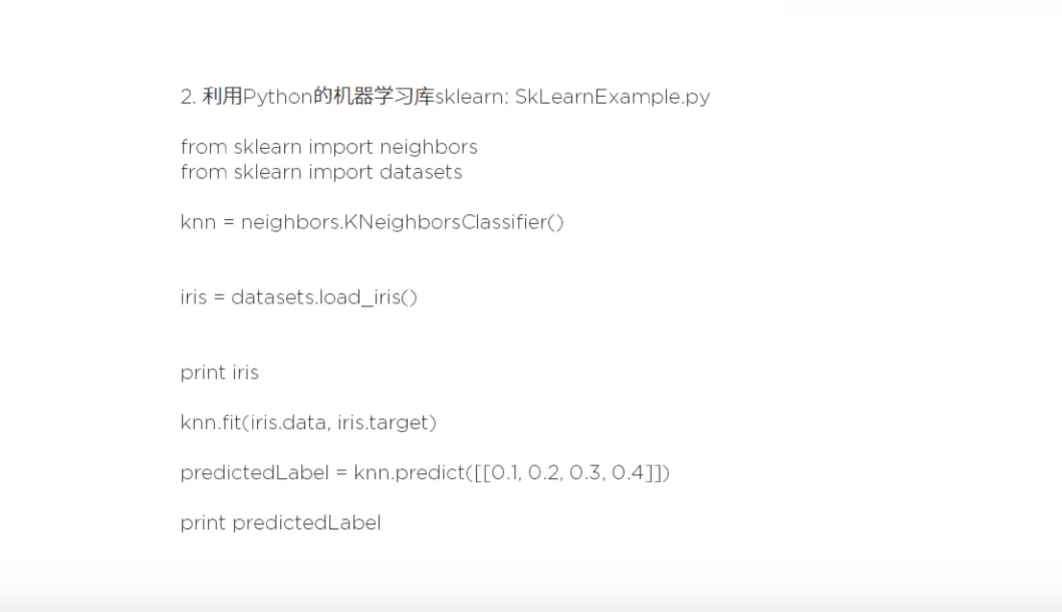 2. 利用Python的机器学习库sklearn: SkLearnExample.py
from sklearn import neighbors
from sklearn import datasets
knn = neighbors.KNeighborsClassifier()
iris = datasets.load_iris()
print iris
knn.fit(iris.data, iris.target)
predictedLabel = knn.predict([[0.1, 0.2, 0.3, 0.4]])
print predictedLabel